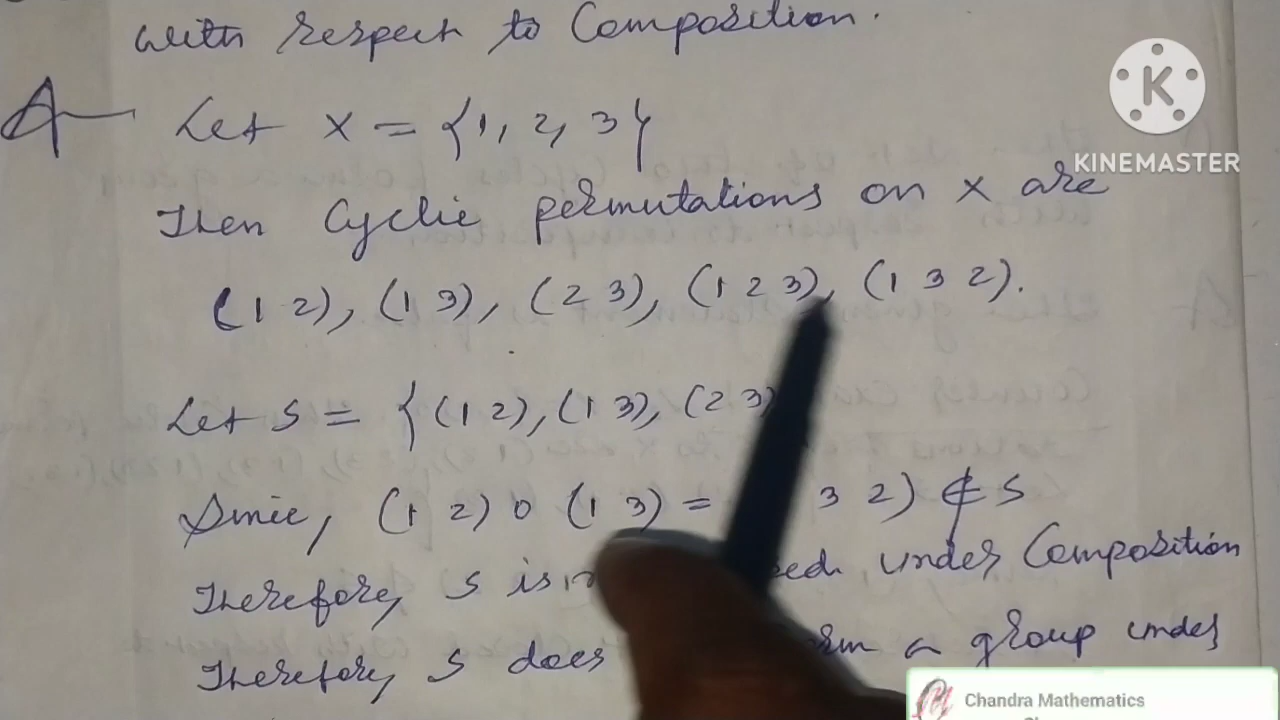 with respect to Composition.
A Let X = {1, 2, 3}
K
KINEMASTER
Then Cyclic permutations on X are
(1 2), (1 3), (2 3), (1 2 3), (1 3 2).
Let S = {(1 2), (1 3), (2 3)
Since, (1 2) o (1 3) = 3 2) ∉ S
Therefore, S is under Composition
Therefore, S does a group under
Chandra Mathematics